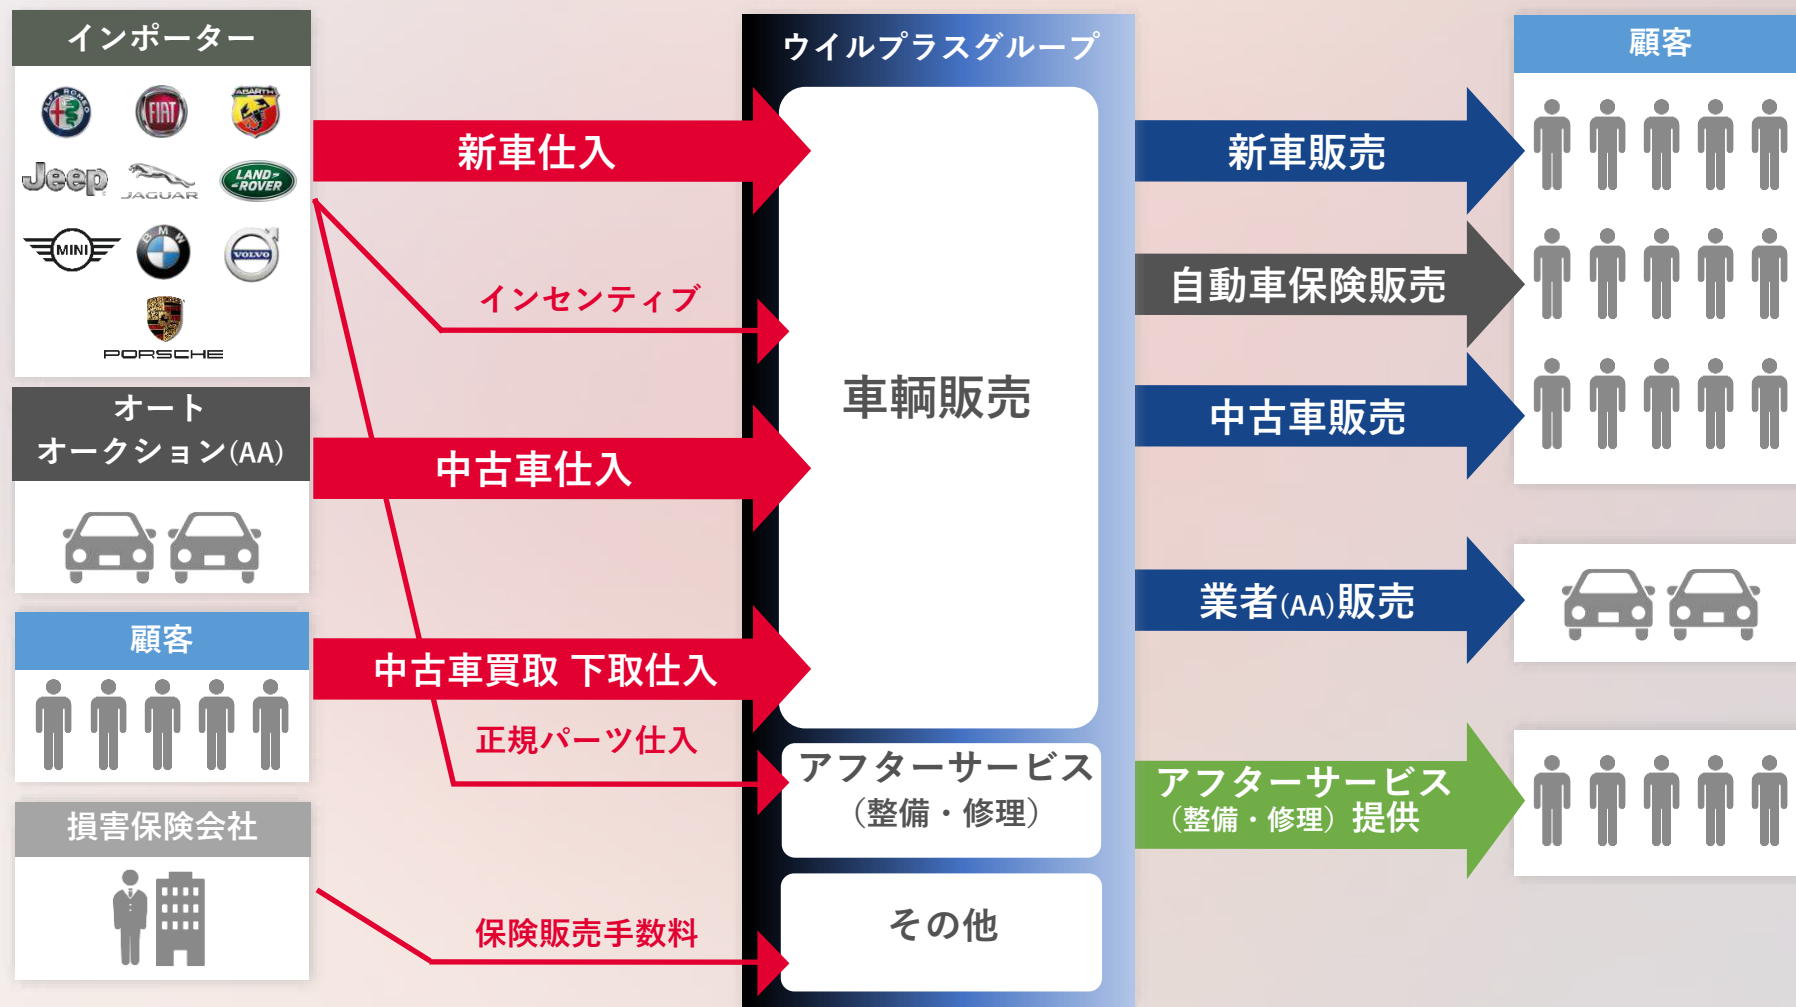 インポーター
ALFA ROMEO
FIAT
ABARTH
Jeep
JAGUAR
LAND-
-ROVER
MINI
BMW
VOLVO
PORSCHE
オート
オークション(AA)
顧客
損害保険会社
新車仕入
インセンティブ
中古車仕入
中古車買取 下取仕入
正規パーツ仕入
保険販売手数料
ウイルプラスグループ
車輌販売
アフターサービス
（整備・修理）
その他
新車販売
自動車保険販売
中古車販売
業者(AA)販売
アフターサービス
（整備・修理）提供
顧客